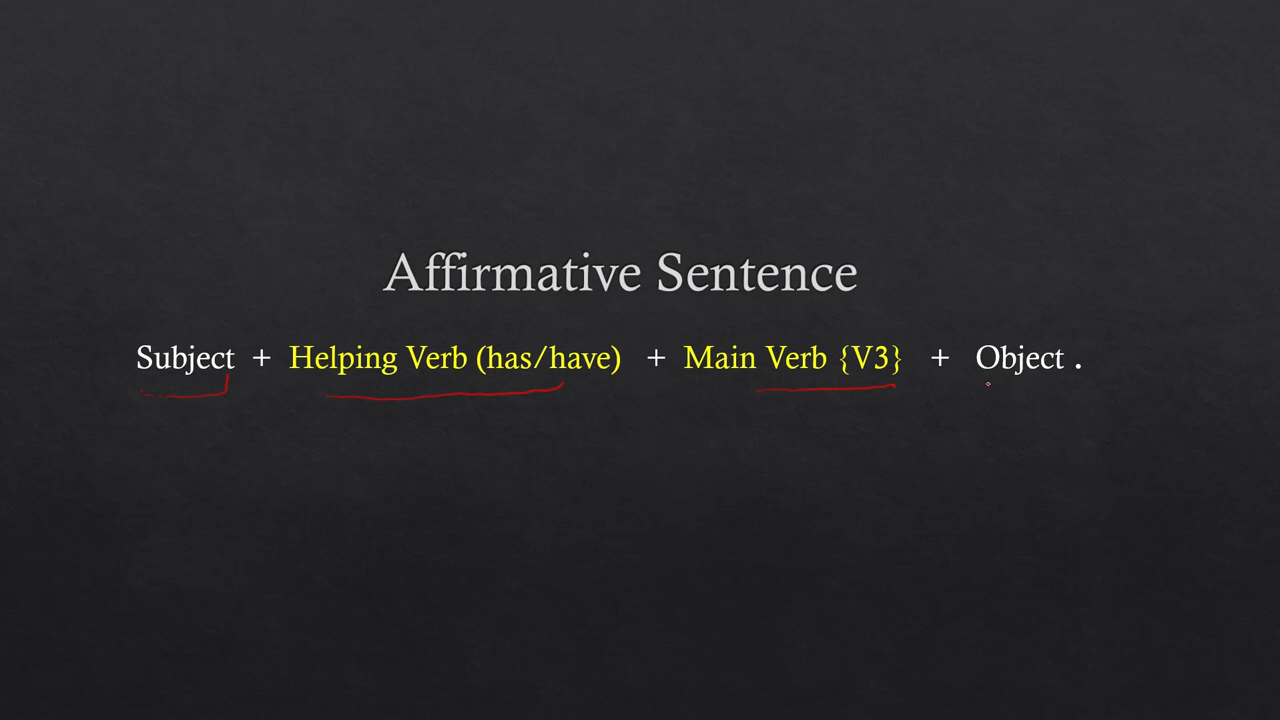 Affirmative Sentence
Subject + Helping Verb (has/have) + Main Verb {V3} + Object .